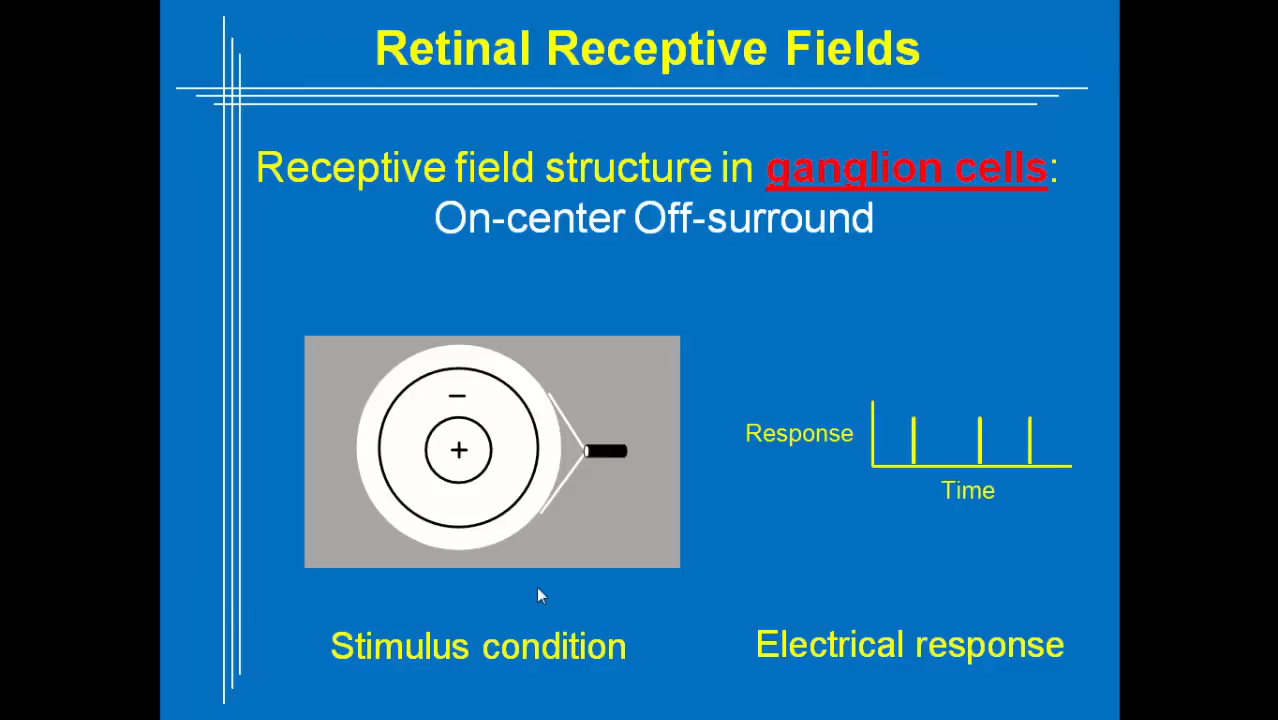 Retinal Receptive Fields
Receptive field structure in ganglion cells:
On-center Off-surround
−
+
Response
Time
Stimulus condition
Electrical response